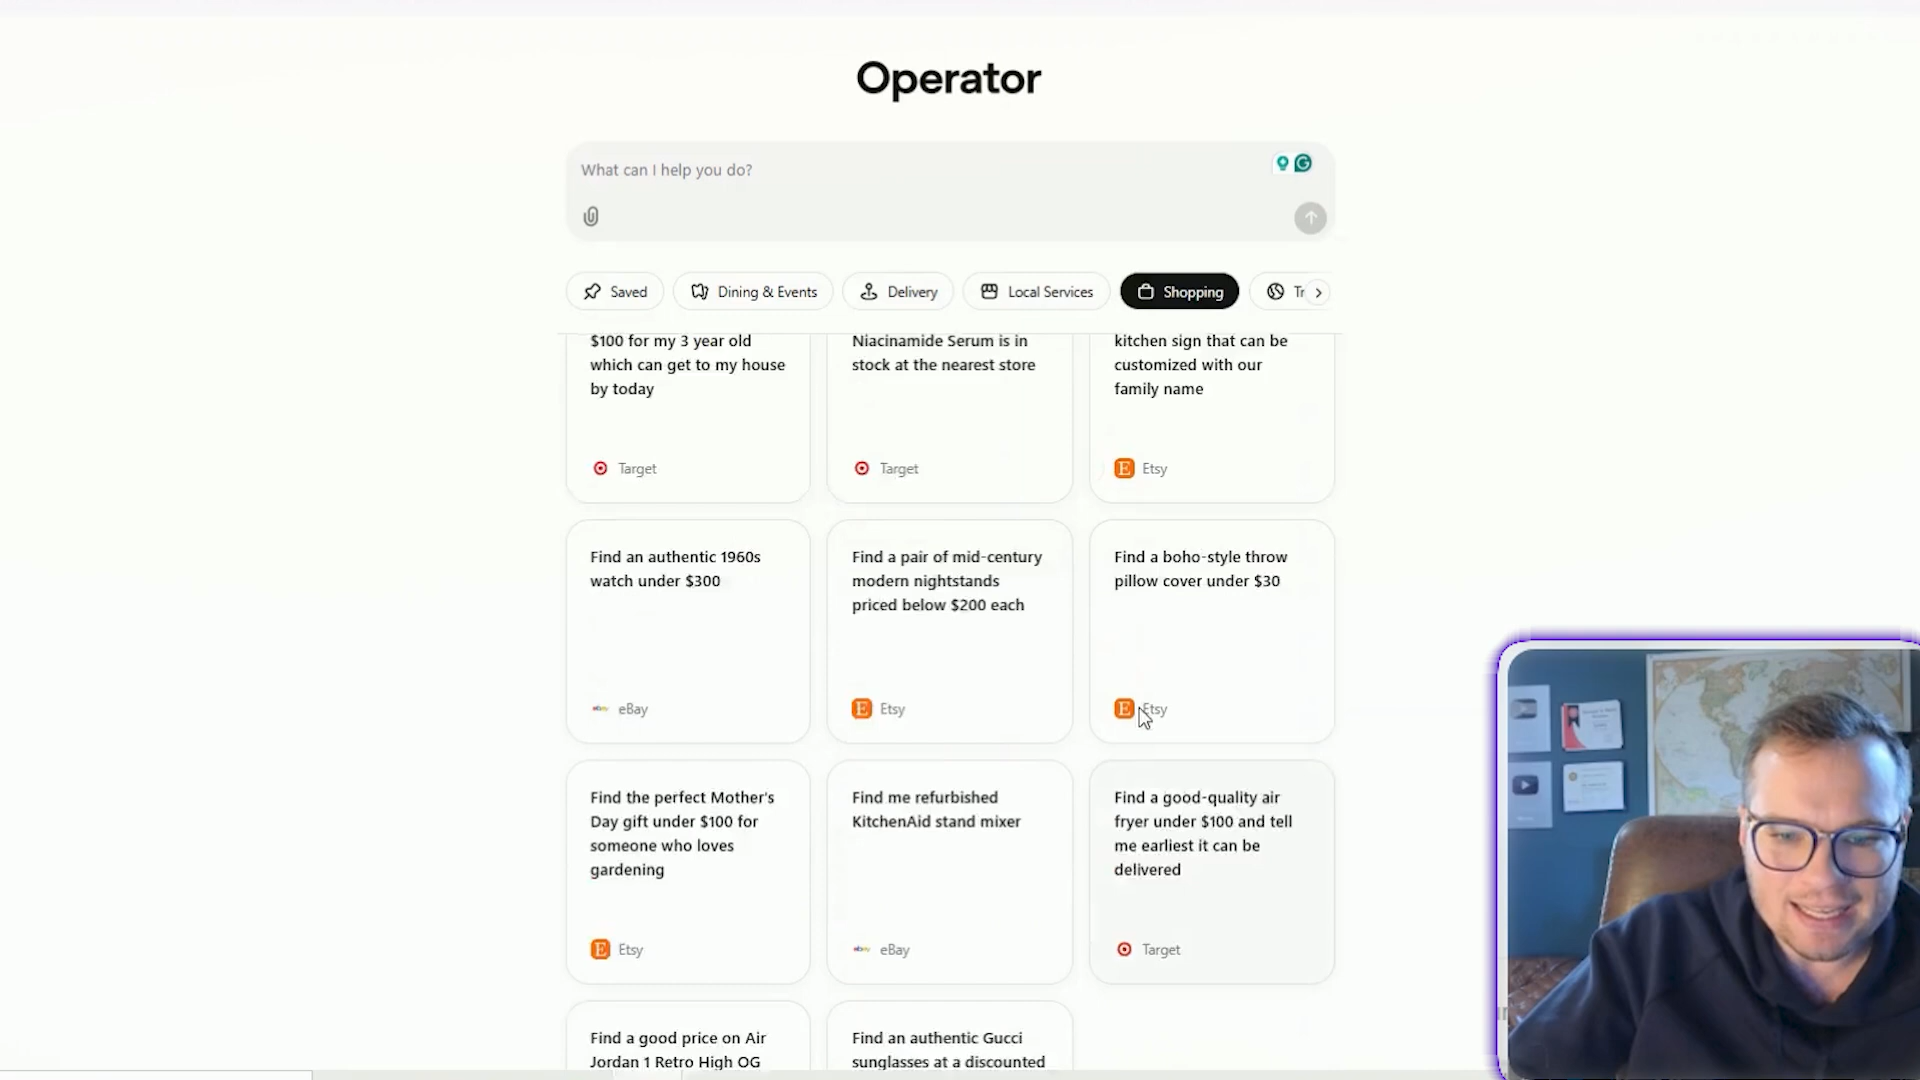 Operator
What can I help you do?
Saved
Dining & Events
Delivery
Local Services
Shopping
$100 for my 3 year old
which can get to my house
by today
Target
Niacinamide Serum is in
stock at the nearest store
Target
kitchen sign that can be
customized with our
family name
Etsy
Find an authentic 1960s
watch under $300
eBay
Find a pair of mid-century
modern nightstands
priced below $200 each
Etsy
Find a boho-style throw
pillow cover under $30
Etsy
Find the perfect Mother's
Day gift under $100 for
someone who loves
gardening
Etsy
Find me refurbished
KitchenAid stand mixer
eBay
Find a good-quality air
fryer under $100 and tell
me earliest it can be
delivered
Target
Find a good price on Air
Jordan 1 Retro High OG
Find an authentic Gucci
sunglasses at a discounted